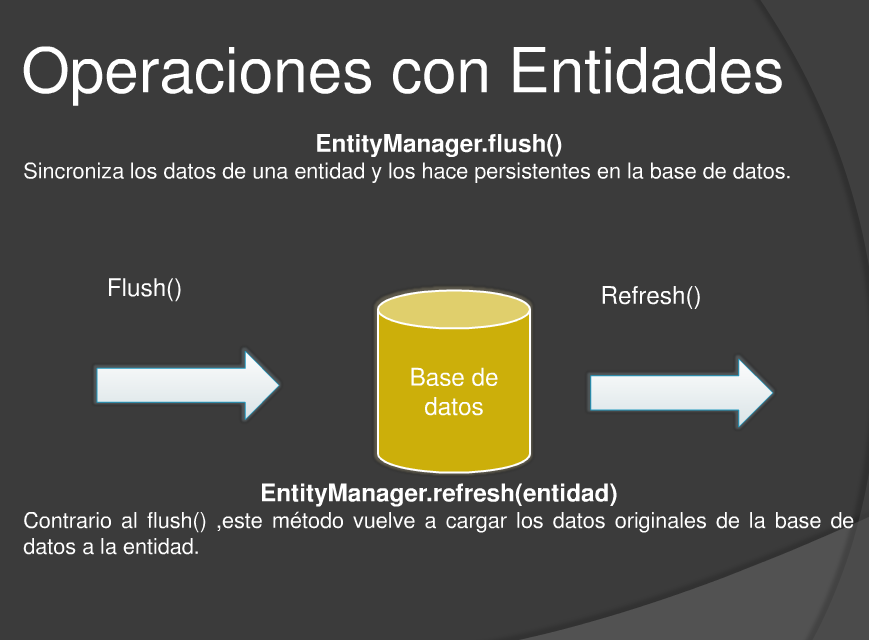 Operaciones con Entidades
EntityManager.flush()
Sincroniza los datos de una entidad y los hace persistentes en la base de datos.
Flush()
Refresh()
Base de
datos
EntityManager.refresh(entidad)
Contrario al flush() ,este método vuelve a cargar los datos originales de la base de
datos a la entidad.